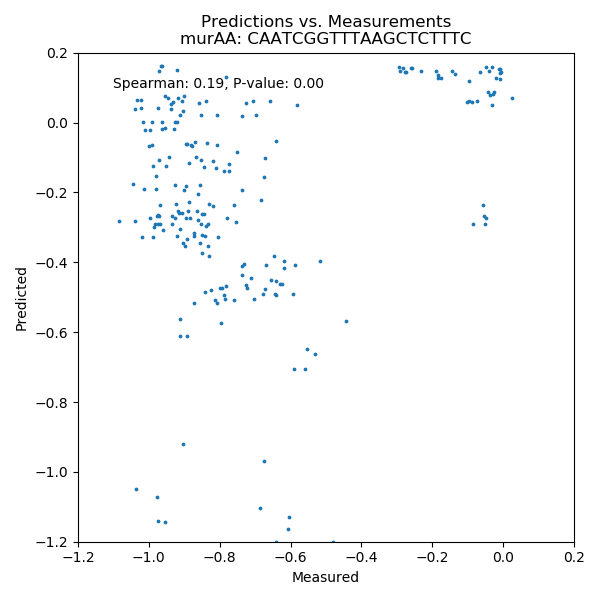 Predictions vs. Measurements
murAA: CAATCGGTTTAAGCTCTTTC
Spearman: 0.19, P-value: 0.00
0.2
0.0
−0.2
−0.4
−0.6
−0.8
−1.0
−1.2
Predicted
−1.2 −1.0 −0.8 −0.6 −0.4 −0.2 0.0 0.2
Measured